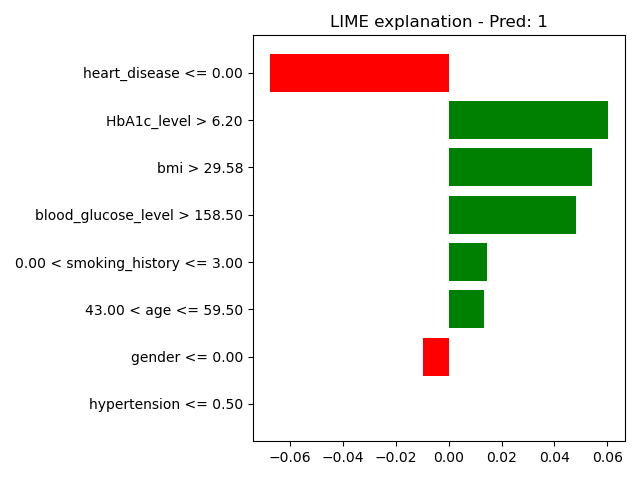 LIME explanation - Pred: 1
heart_disease <= 0.00
HbA1c_level > 6.20
bmi > 29.58
blood_glucose_level > 158.50
0.00 < smoking_history <= 3.00
43.00 < age <= 59.50
gender <= 0.00
hypertension <= 0.50
−0.06 −0.04 −0.02 0.00 0.02 0.04 0.06